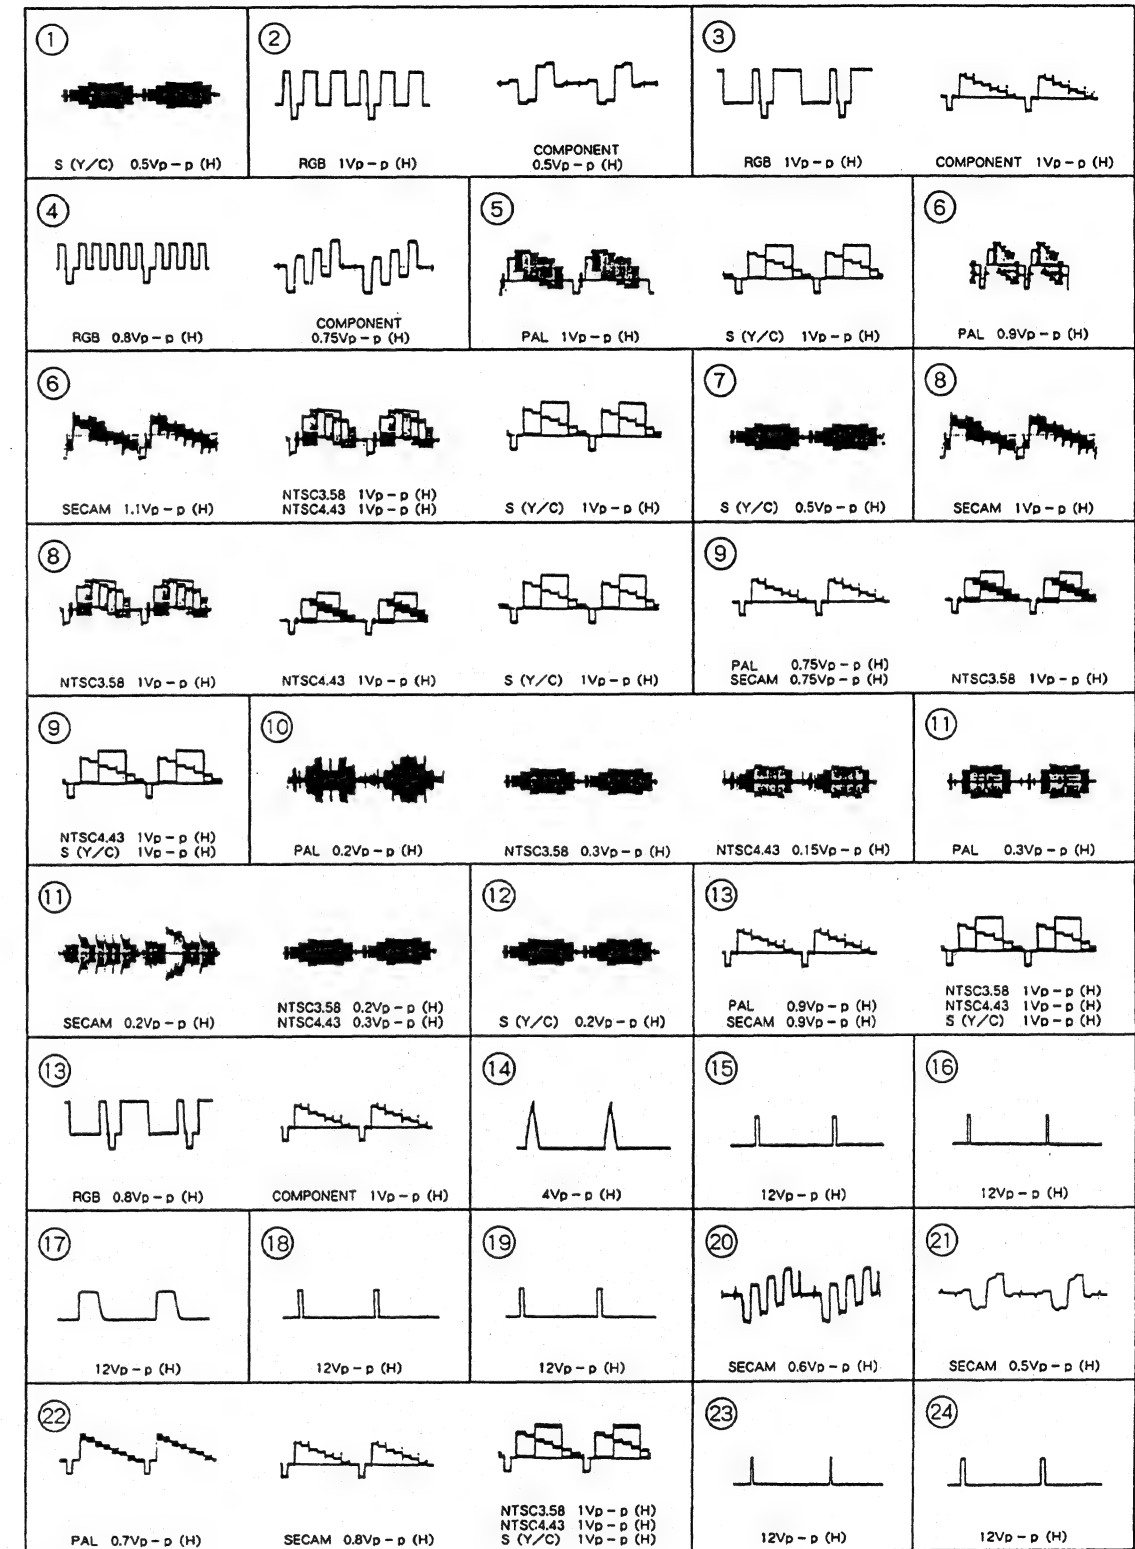 ①
S (Y/C) 0.5Vp-p (H)
②
RGB 1Vp-p (H)
COMPONENT
0.5Vp-p (H)
③
RGB 1Vp-p (H)
COMPONENT 1Vp-p (H)
④
RGB 0.8Vp-p (H)
COMPONENT
0.75Vp-p (H)
⑤
PAL 1Vp-p (H)
S (Y/C) 1Vp-p (H)
⑥
PAL 0.9Vp-p (H)
⑥
SECAM 1.1Vp-p (H)
NTSC3.58 1Vp-p (H)
NTSC4.43 1Vp-p (H)
S (Y/C) 1Vp-p (H)
⑦
S (Y/C) 0.5Vp-p (H)
⑧
SECAM 1Vp-p (H)
⑧
NTSC3.58 1Vp-p (H)
NTSC4.43 1Vp-p (H)
S (Y/C) 1Vp-p (H)
⑨
PAL 0.75Vp-p (H)
SECAM 0.75Vp-p (H)
NTSC3.58 1Vp-p (H)
⑨
NTSC4.43 1Vp-p (H)
S (Y/C) 1Vp-p (H)
⑩
PAL 0.2Vp-p (H)
NTSC3.58 0.3Vp-p (H)
NTSC4.43 0.15Vp-p (H)
⑪
PAL 0.3Vp-p (H)
⑪
SECAM 0.2Vp-p (H)
NTSC3.58 0.2Vp-p (H)
NTSC4.43 0.3Vp-p (H)
⑫
S (Y/C) 0.2Vp-p (H)
⑬
PAL 0.9Vp-p (H)
SECAM 0.9Vp-p (H)
NTSC3.58 1Vp-p (H)
NTSC4.43 1Vp-p (H)
S (Y/C) 1Vp-p (H)
⑬
RGB 0.8Vp-p (H)
COMPONENT 1Vp-p (H)
⑭
4Vp-p (H)
⑮
12Vp-p (H)
⑯
12Vp-p (H)
⑰
12Vp-p (H)
⑱
12Vp-p (H)
⑲
12Vp-p (H)
⑳
SECAM 0.6Vp-p (H)
㉑
SECAM 0.5Vp-p (H)
㉒
PAL 0.7Vp-p (H)
SECAM 0.8Vp-p (H)
NTSC3.58 1Vp-p (H)
NTSC4.43 1Vp-p (H)
S (Y/C) 1Vp-p (H)
㉓
12Vp-p (H)
㉔
12Vp-p (H)